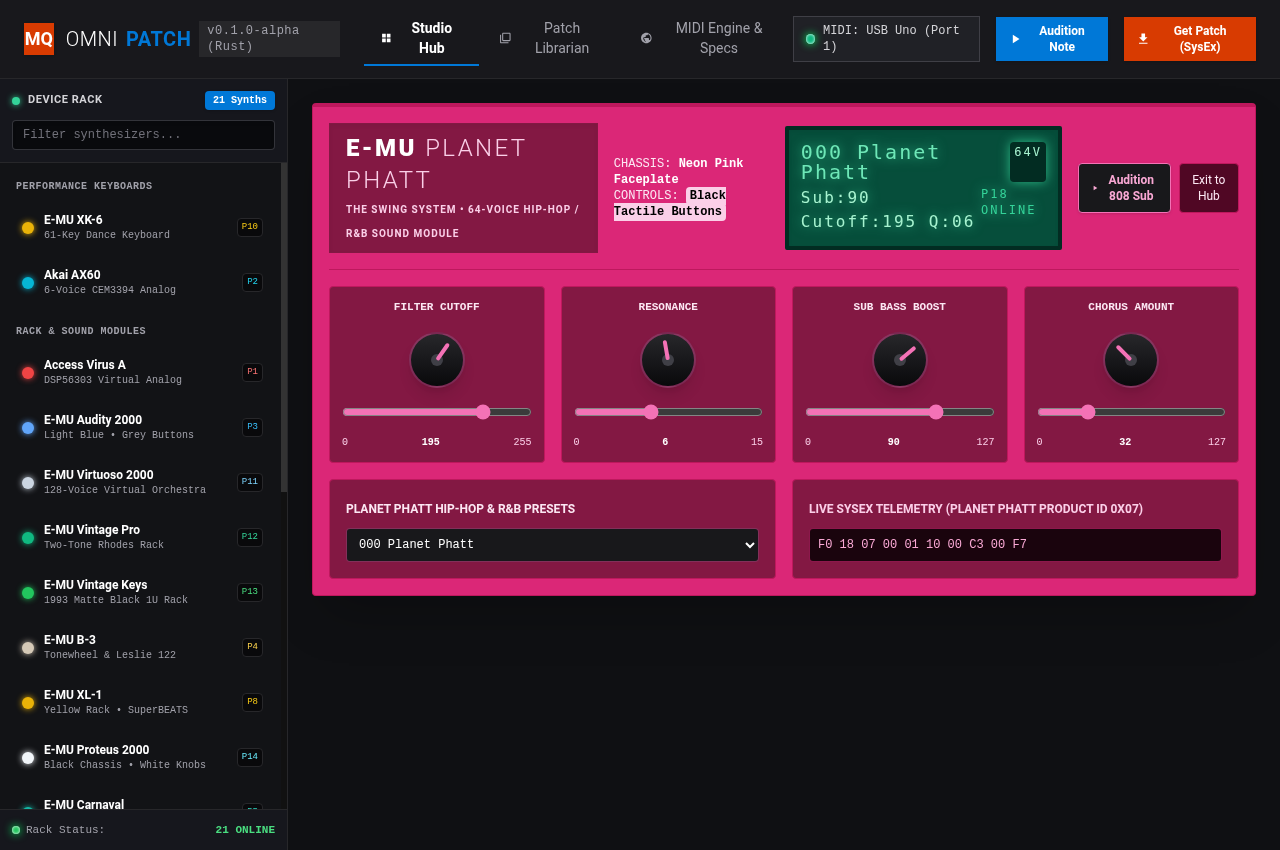 MQ
OMNI PATCH
v0.1.0-alpha
(Rust)
Studio
Hub
Patch
Librarian
MIDI Engine &
Specs
MIDI: USB Uno (Port
1)
Audition
Note
Get Patch
(SysEx)
DEVICE RACK
21 Synths
Filter synthesizers...
PERFORMANCE KEYBOARDS
E-MU XK-6
61-Key Dance Keyboard
P10
Akai AX60
6-Voice CEM3394 Analog
P2
RACK & SOUND MODULES
Access Virus A
DSP56303 Virtual Analog
P1
E-MU Audity 2000
Light Blue • Grey Buttons
P3
E-MU Virtuoso 2000
128-Voice Virtual Orchestra
P11
E-MU Vintage Pro
Two-Tone Rhodes Rack
P12
E-MU Vintage Keys
1993 Matte Black 1U Rack
P13
E-MU B-3
Tonewheel & Leslie 122
P4
E-MU XL-1
Yellow Rack • SuperBEATS
P8
E-MU Proteus 2000
Black Chassis • White Knobs
P14
E-MU Carnaval
Rack Status:
21 ONLINE
E-MU PLANET
PHATT
THE SWING SYSTEM • 64-VOICE HIP-HOP /
R&B SOUND MODULE
CHASSIS: Neon Pink
Faceplate
CONTROLS: Black
Tactile Buttons
000 Planet
Phatt
64V
Sub:90
Cutoff:195 Q:06
P18
ONLINE
Audition
808 Sub
Exit to
Hub
FILTER CUTOFF
0
195
255
RESONANCE
0
6
15
SUB BASS BOOST
0
90
127
CHORUS AMOUNT
0
32
127
PLANET PHATT HIP-HOP & R&B PRESETS
000 Planet Phatt
LIVE SYSEX TELEMETRY (PLANET PHATT PRODUCT ID 0X07)
F0 18 07 00 01 10 00 C3 00 F7